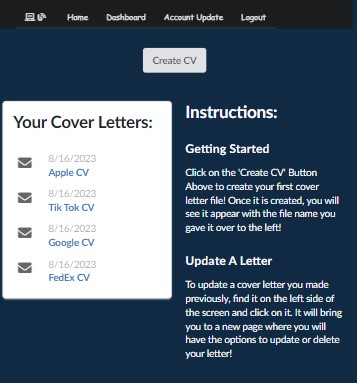 Home Dashboard Account Update Logout
Create CV
Your Cover Letters:
8/16/2023
Apple CV
8/16/2023
Tik Tok CV
8/16/2023
Google CV
8/16/2023
FedEx CV
Instructions:
Getting Started
Click on the 'Create CV' Button
Above to create your first cover
letter file! Once it is created, you will
see it appear with the file name you
gave it over to the left!
Update A Letter
To update a cover letter you made
previously, find it on the left side of
the screen and click on it. It will bring
you to a new page where you will
have the options to update or delete
your letter!